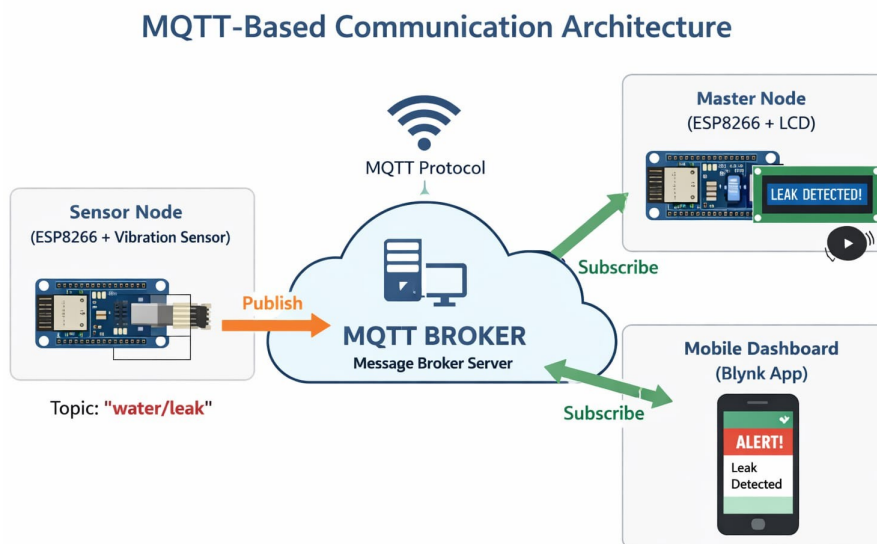 MQTT-Based Communication Architecture
MQTT Protocol
Sensor Node
(ESP8266 + Vibration Sensor)
Publish
Topic: "water/leak"
MQTT BROKER
Message Broker Server
Subscribe
Master Node
(ESP8266 + LCD)
LEAK DETECTED!
Subscribe
Mobile Dashboard
(Blynk App)
ALERT!
Leak
Detected